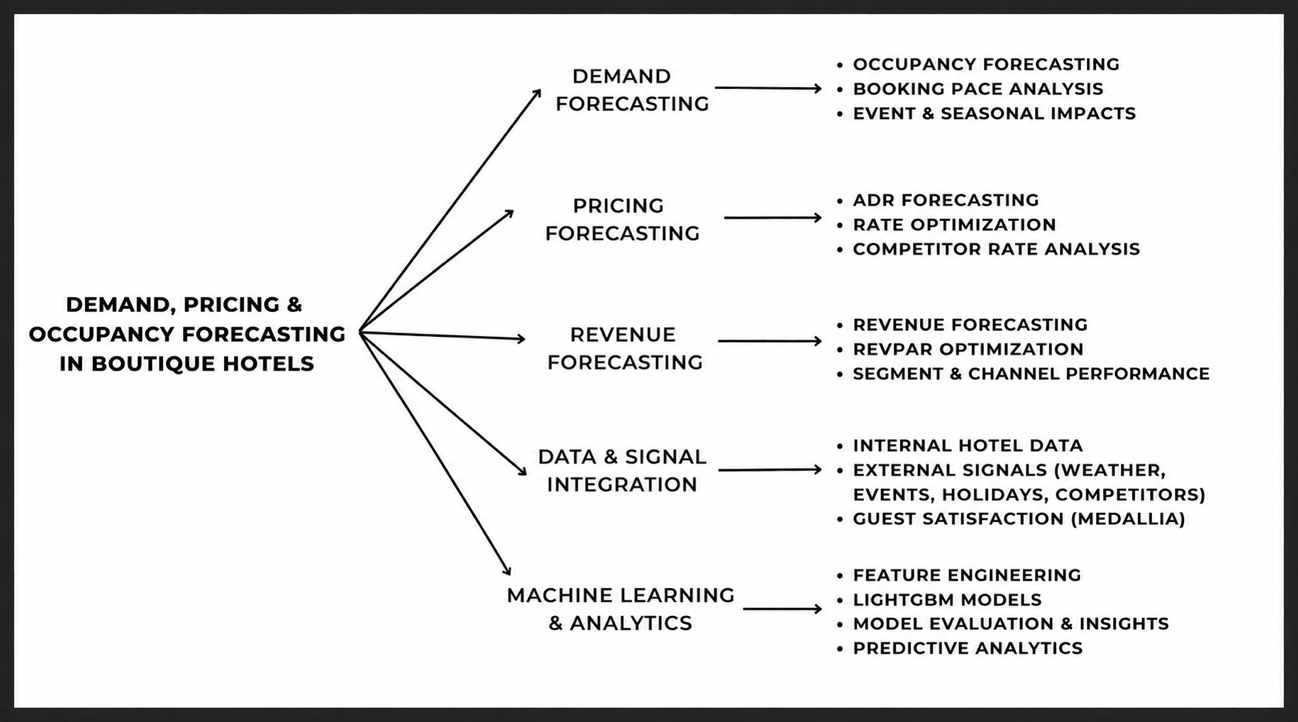 DEMAND, PRICING &
OCCUPANCY FORECASTING
IN BOUTIQUE HOTELS
DEMAND
FORECASTING
• OCCUPANCY FORECASTING
• BOOKING PACE ANALYSIS
• EVENT & SEASONAL IMPACTS
PRICING
FORECASTING
• ADR FORECASTING
• RATE OPTIMIZATION
• COMPETITOR RATE ANALYSIS
REVENUE
FORECASTING
• REVENUE FORECASTING
• REVPAR OPTIMIZATION
• SEGMENT & CHANNEL PERFORMANCE
DATA & SIGNAL
INTEGRATION
• INTERNAL HOTEL DATA
• EXTERNAL SIGNALS (WEATHER,
EVENTS, HOLIDAYS, COMPETITORS)
• GUEST SATISFACTION (MEDALLIA)
MACHINE LEARNING
& ANALYTICS
• FEATURE ENGINEERING
• LIGHTGBM MODELS
• MODEL EVALUATION & INSIGHTS
• PREDICTIVE ANALYTICS